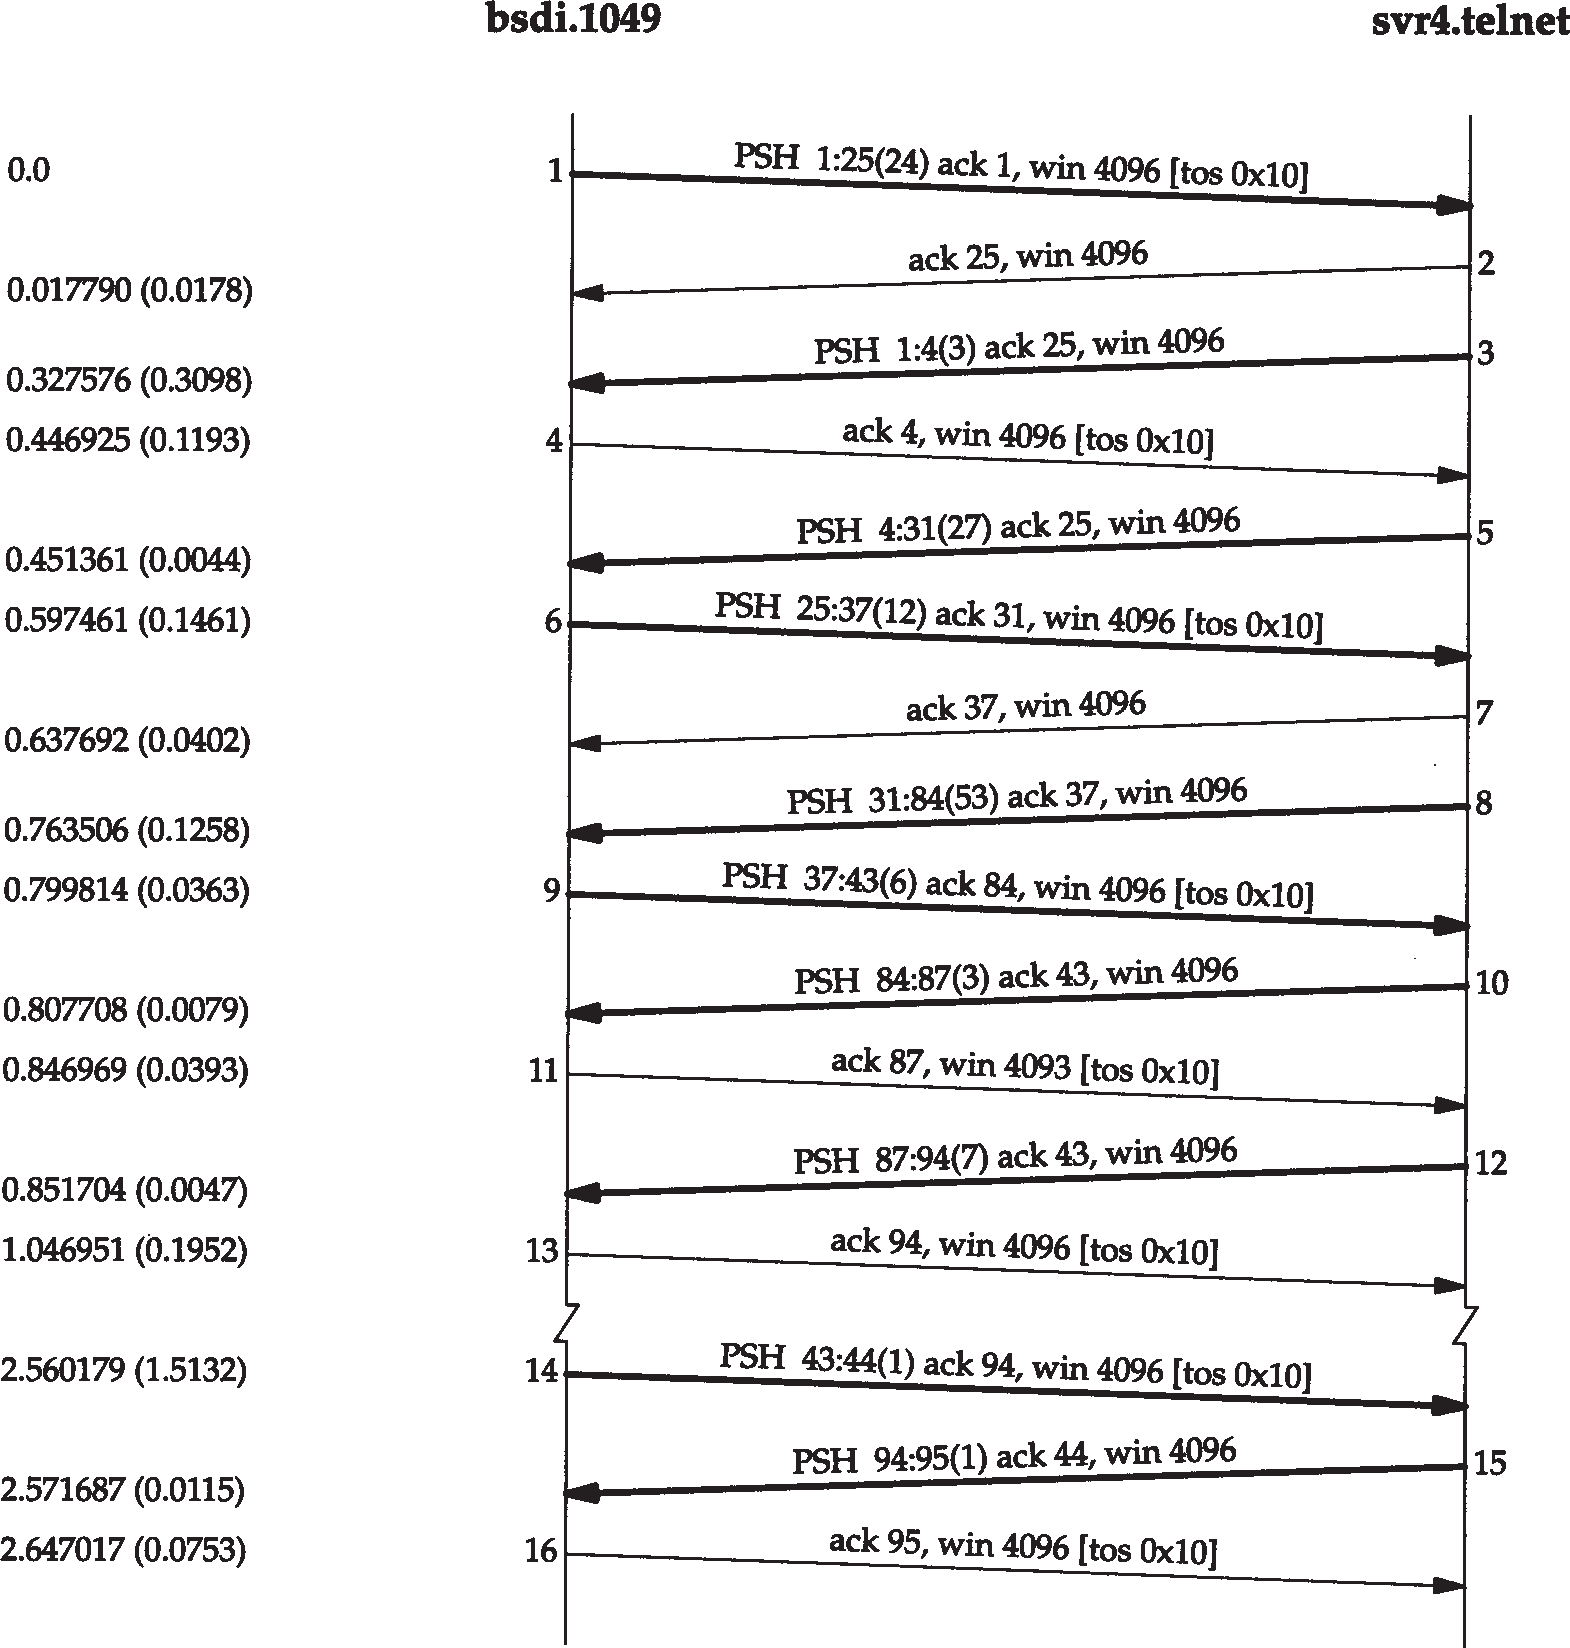 bsdi.1049 svr4.telnet
0.0 1 PSH 1:25(24) ack 1, win 4096 [tos 0x10]
ack 25, win 4096 2
0.017790 (0.0178)
PSH 1:4(3) ack 25, win 4096 3
0.327576 (0.3098)
0.446925 (0.1193) 4 ack 4, win 4096 [tos 0x10]
PSH 4:31(27) ack 25, win 4096 5
0.451361 (0.0044)
0.597461 (0.1461) 6 PSH 25:37(12) ack 31, win 4096 [tos 0x10]
ack 37, win 4096 7
0.637692 (0.0402)
PSH 31:84(53) ack 37, win 4096 8
0.763506 (0.1258)
0.799814 (0.0363) 9 PSH 37:43(6) ack 84, win 4096 [tos 0x10]
PSH 84:87(3) ack 43, win 4096 10
0.807708 (0.0079)
0.846969 (0.0393) 11 ack 87, win 4093 [tos 0x10]
PSH 87:94(7) ack 43, win 4096 12
0.851704 (0.0047)
1.046951 (0.1952) 13 ack 94, win 4096 [tos 0x10]
2.560179 (1.5132) 14 PSH 43:44(1) ack 94, win 4096 [tos 0x10]
PSH 94:95(1) ack 44, win 4096 15
2.571687 (0.0115)
2.647017 (0.0753) 16 ack 95, win 4096 [tos 0x10]